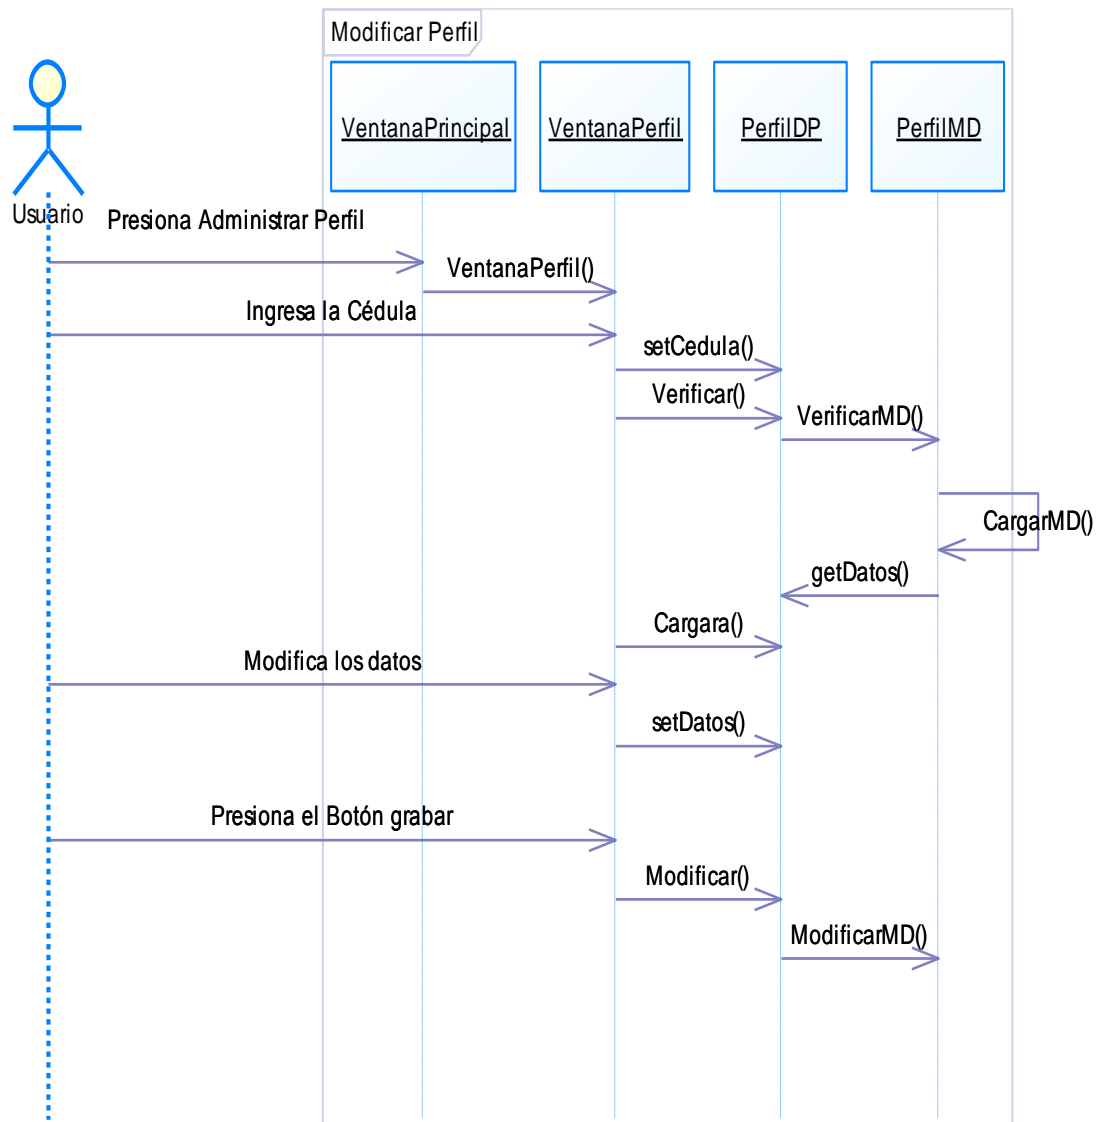 Modificar Perfil
VentanaPrincipal
VentanaPerfil
PerfilDP
PerfilMD
Usuario
Presiona Administrar Perfil
VentanaPerfil()
Ingresa la Cédula
setCedula()
Verificar()
VerificarMD()
CargarMD()
getDatos()
Cargara()
Modifica los datos
setDatos()
Presiona el Botón grabar
Modificar()
ModificarMD()